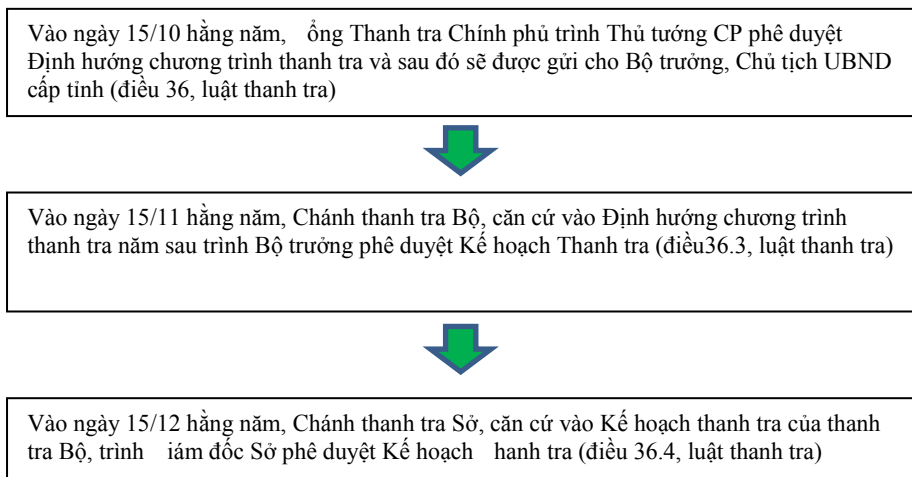 Vào ngày 15/10 hằng năm, ổng Thanh tra Chính phủ trình Thủ tướng CP phê duyệt
Định hướng chương trình thanh tra và sau đó sẽ được gửi cho Bộ trưởng, Chủ tịch UBND
cấp tỉnh (điều 36, luật thanh tra)
Vào ngày 15/11 hằng năm, Chánh thanh tra Bộ, căn cứ vào Định hướng chương trình
thanh tra năm sau trình Bộ trưởng phê duyệt Kế hoạch Thanh tra (điều36.3, luật thanh tra)
Vào ngày 15/12 hằng năm, Chánh thanh tra Sở, căn cứ vào Kế hoạch thanh tra của thanh
tra Bộ, trình iám đốc Sở phê duyệt Kế hoạch hanh tra (điều 36.4, luật thanh tra)